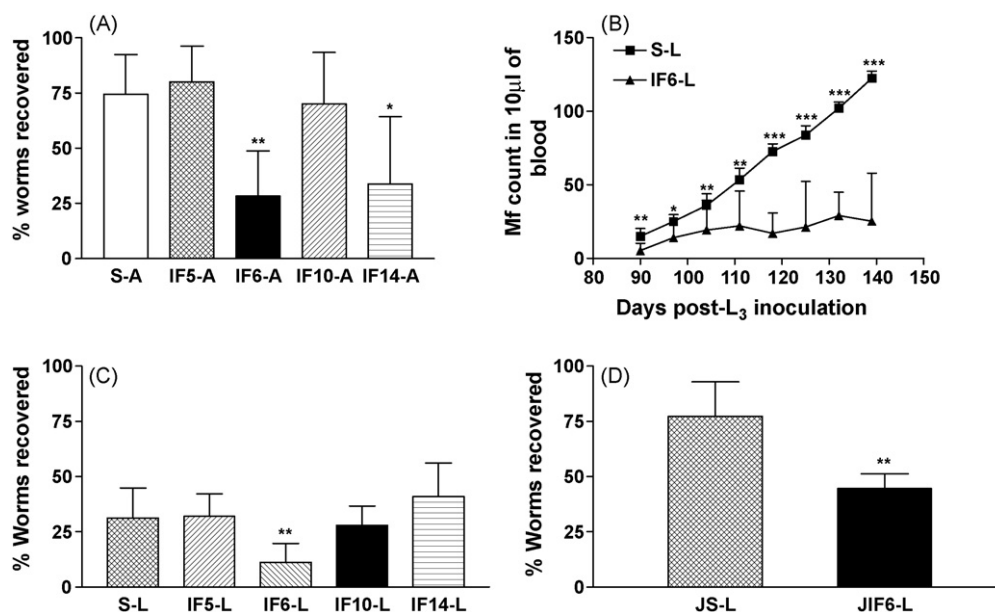 (A)
% worms recovered
100
75
50
25
0
**
*
S-A IF5-A IF6-A IF10-A IF14-A
(B)
Mf count in 10µl of
blood
150
100
50
0
S-L
IF6-L
** * ** ** *** *** *** ***
80 90 100 110 120 130 140 150
Days post-L₃ inoculation
(C)
% Worms recovered
100
75
50
25
0
**
S-L IF5-L IF6-L IF10-L IF14-L
(D)
% Worms recovered
100
75
50
25
0
**
JS-L JIF6-L